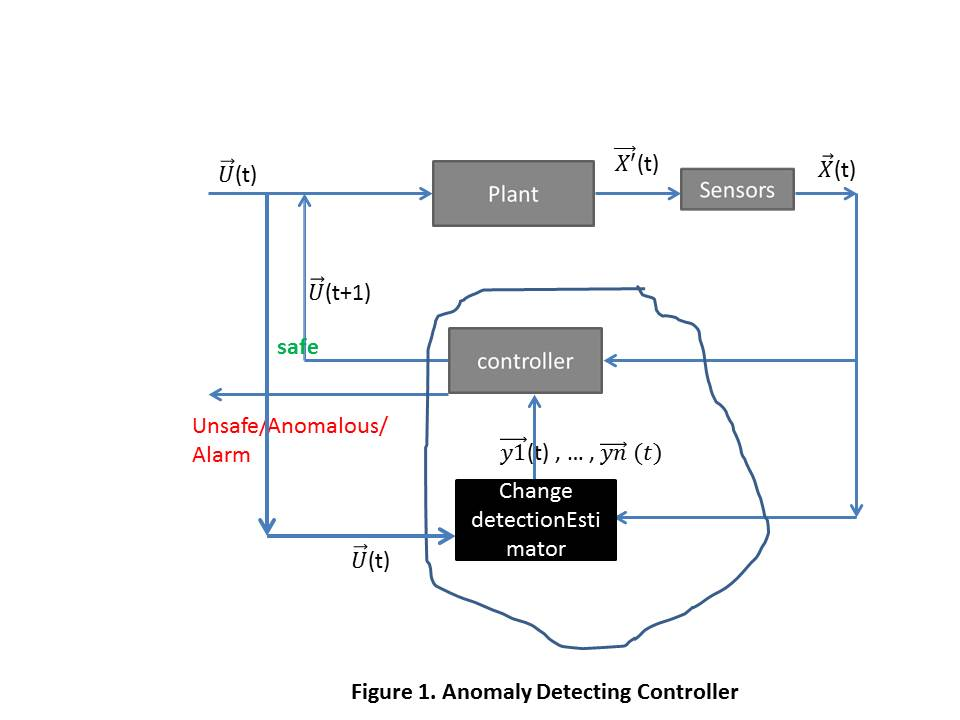 U⃗(t)
Plant
X′⃗(t)
Sensors
X⃗(t)
U⃗(t+1)
safe
controller
Unsafe/Anomalous/
Alarm
y1⃗(t) , … , yn⃗ (t)
Change
detectionEsti
mator
U⃗(t)
Figure 1. Anomaly Detecting Controller